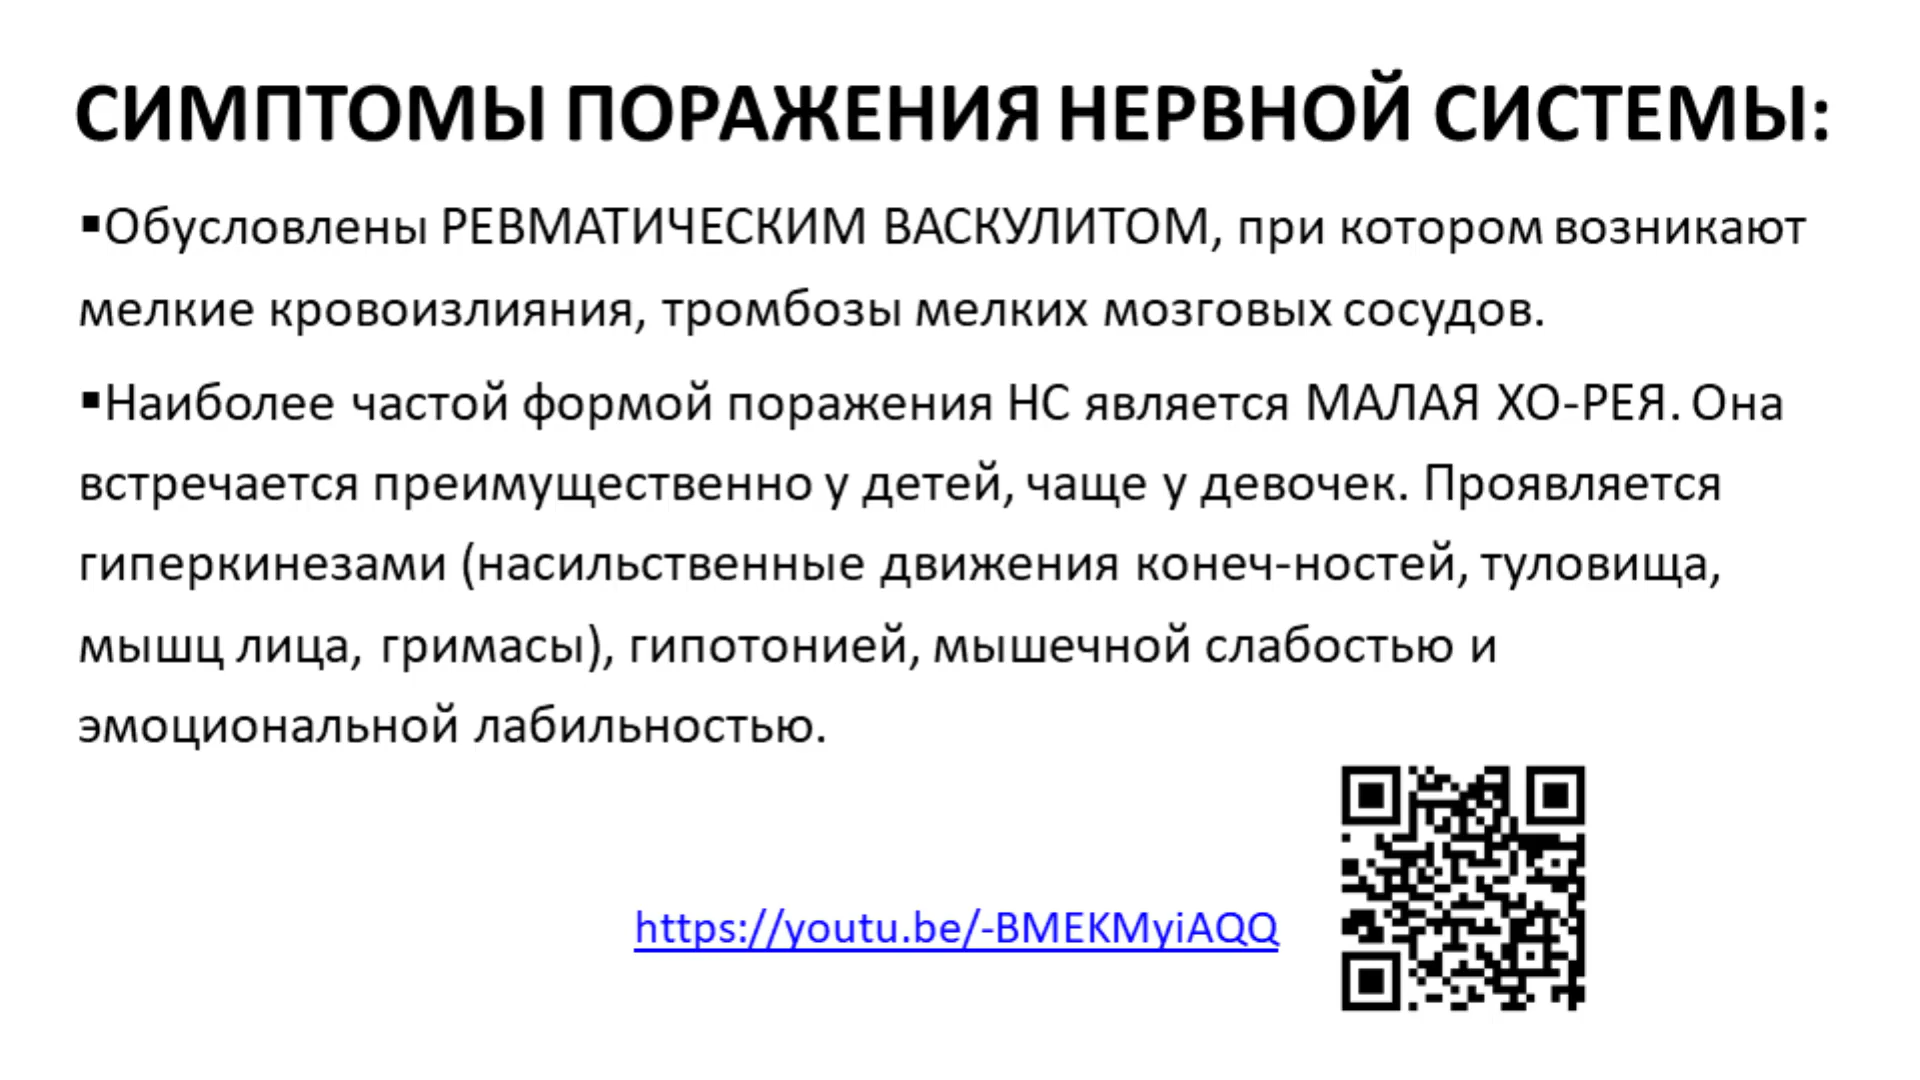 СИМПТОМЫ ПОРАЖЕНИЯ НЕРВНОЙ СИСТЕМЫ:
▪Обусловлены РЕВМАТИЧЕСКИМ ВАСКУЛИТОМ, при котором возникают
мелкие кровоизлияния, тромбозы мелких мозговых сосудов.
▪Наиболее частой формой поражения НС является МАЛАЯ ХО-РЕЯ. Она
встречается преимущественно у детей, чаще у девочек. Проявляется
гиперкинезами (насильственные движения конеч-ностей, туловища,
мышц лица, гримасы), гипотонией, мышечной слабостью и
эмоциональной лабильностью.
https://youtu.be/-BMEKMyiAQQ